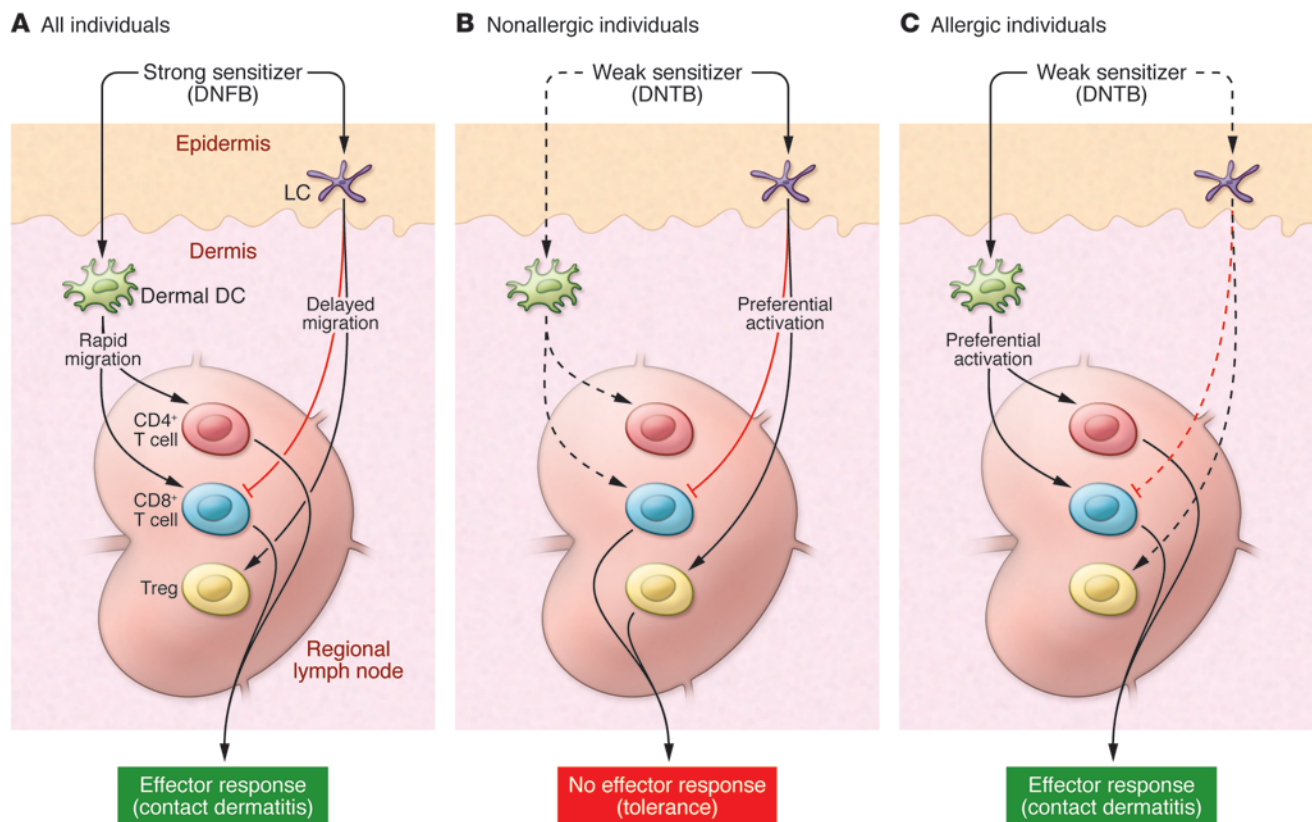 A All individuals
Strong sensitizer
(DNFB)
Epidermis
LC
Dermis
Dermal DC
Delayed
migration
Rapid
migration
CD4⁺
T cell
CD8⁺
T cell
Treg
Regional
lymph node
Effector response
(contact dermatitis)
B Nonallergic individuals
Weak sensitizer
(DNTB)
Preferential
activation
No effector response
(tolerance)
C Allergic individuals
Weak sensitizer
(DNTB)
Preferential
activation
Effector response
(contact dermatitis)